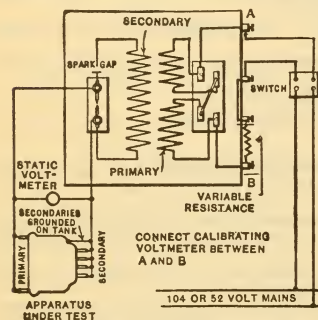 SECONDARY
A
SPARK GAP
SWITCH
STATIC
VOLT-
METER
PRIMARY
B
VARIABLE
RESISTANCE
SECONDARIES
GROUNDED
ON TANK
PRIMARY
SECONDARY
CONNECT CALIBRATING
VOLTMETER BETWEEN
A AND B
104 OR 52 VOLT MAINS
APPARATUS
UNDER TEST